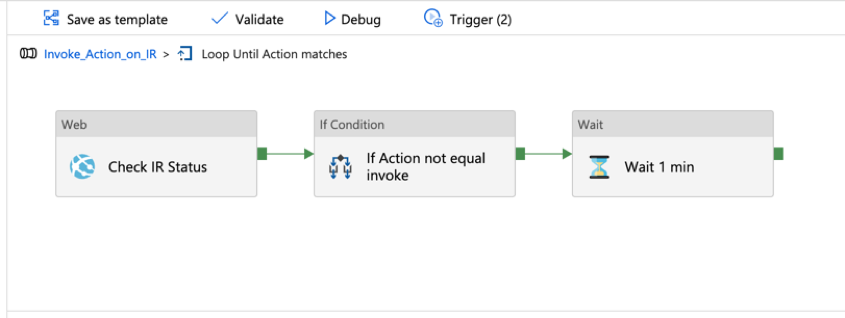 Save as template Validate Debug Trigger (2)
Invoke_Action_on_IR > Loop Until Action matches
Web If Condition Wait
Check IR Status If Action not equal invoke Wait 1 min